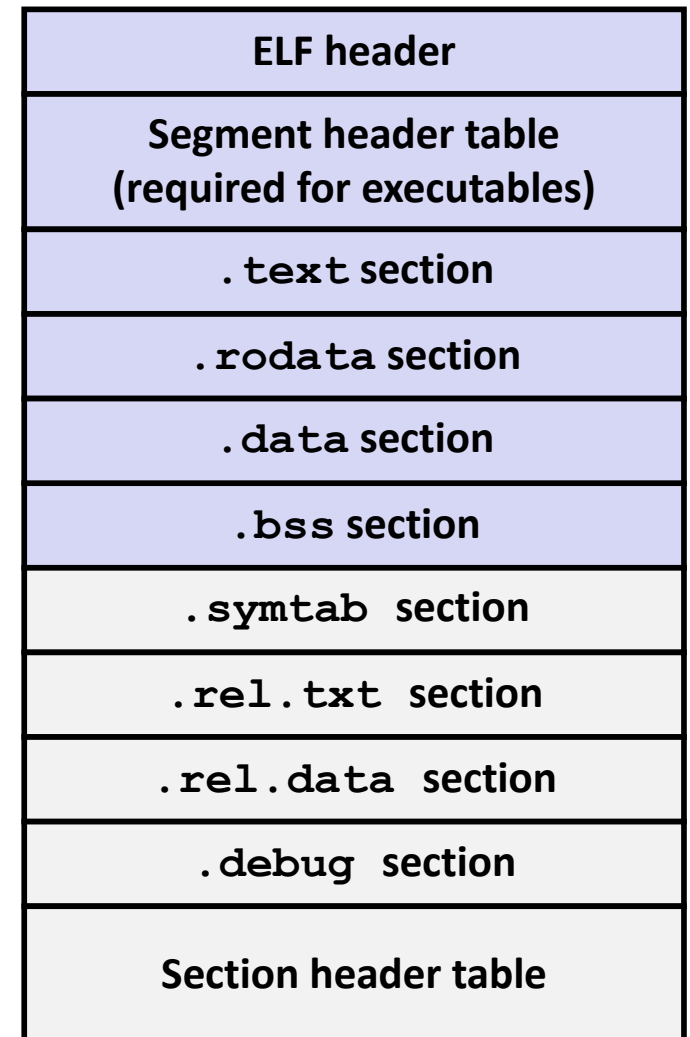 ELF header
Segment header table
(required for executables)
.text section
.rodata section
.data section
.bss section
.symtab section
.rel.txt section
.rel.data section
.debug section
Section header table